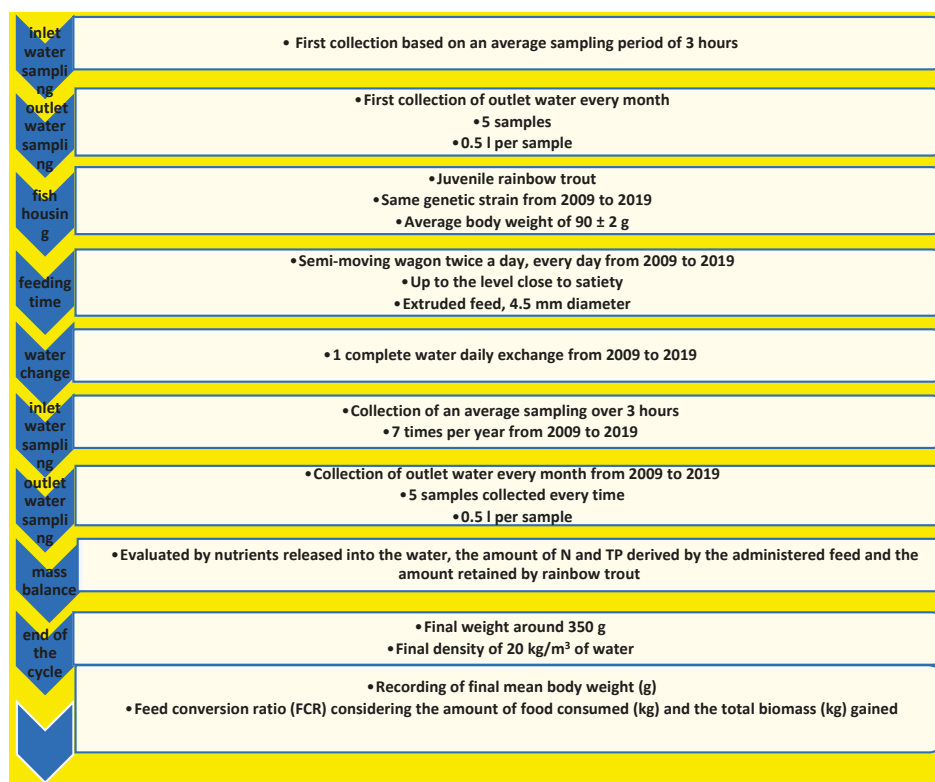 inlet
water
sampli
ng
• First collection based on an average sampling period of 3 hours
outlet
water
sampli
ng
•First collection of outlet water every month
•5 samples
•0.5 l per sample
fish
housin
g
•Juvenile rainbow trout
•Same genetic strain from 2009 to 2019
•Average body weight of 90 ± 2 g
feeding
time
•Semi-moving wagon twice a day, every day from 2009 to 2019
•Up to the level close to satiety
•Extruded feed, 4.5 mm diameter
water
change
•1 complete water daily exchange from 2009 to 2019
inlet
water
sampli
ng
•Collection of an average sampling over 3 hours
•7 times per year from 2009 to 2019
outlet
water
sampli
ng
•Collection of outlet water every month from 2009 to 2019
•5 samples collected every time
•0.5 l per sample
mass
balance
•Evaluated by nutrients released into the water, the amount of N and TP derived by the administered feed and the
amount retained by rainbow trout
end of
the
cycle
•Final weight around 350 g
•Final density of 20 kg/m³ of water
•Recording of final mean body weight (g)
•Feed conversion ratio (FCR) considering the amount of food consumed (kg) and the total biomass (kg) gained